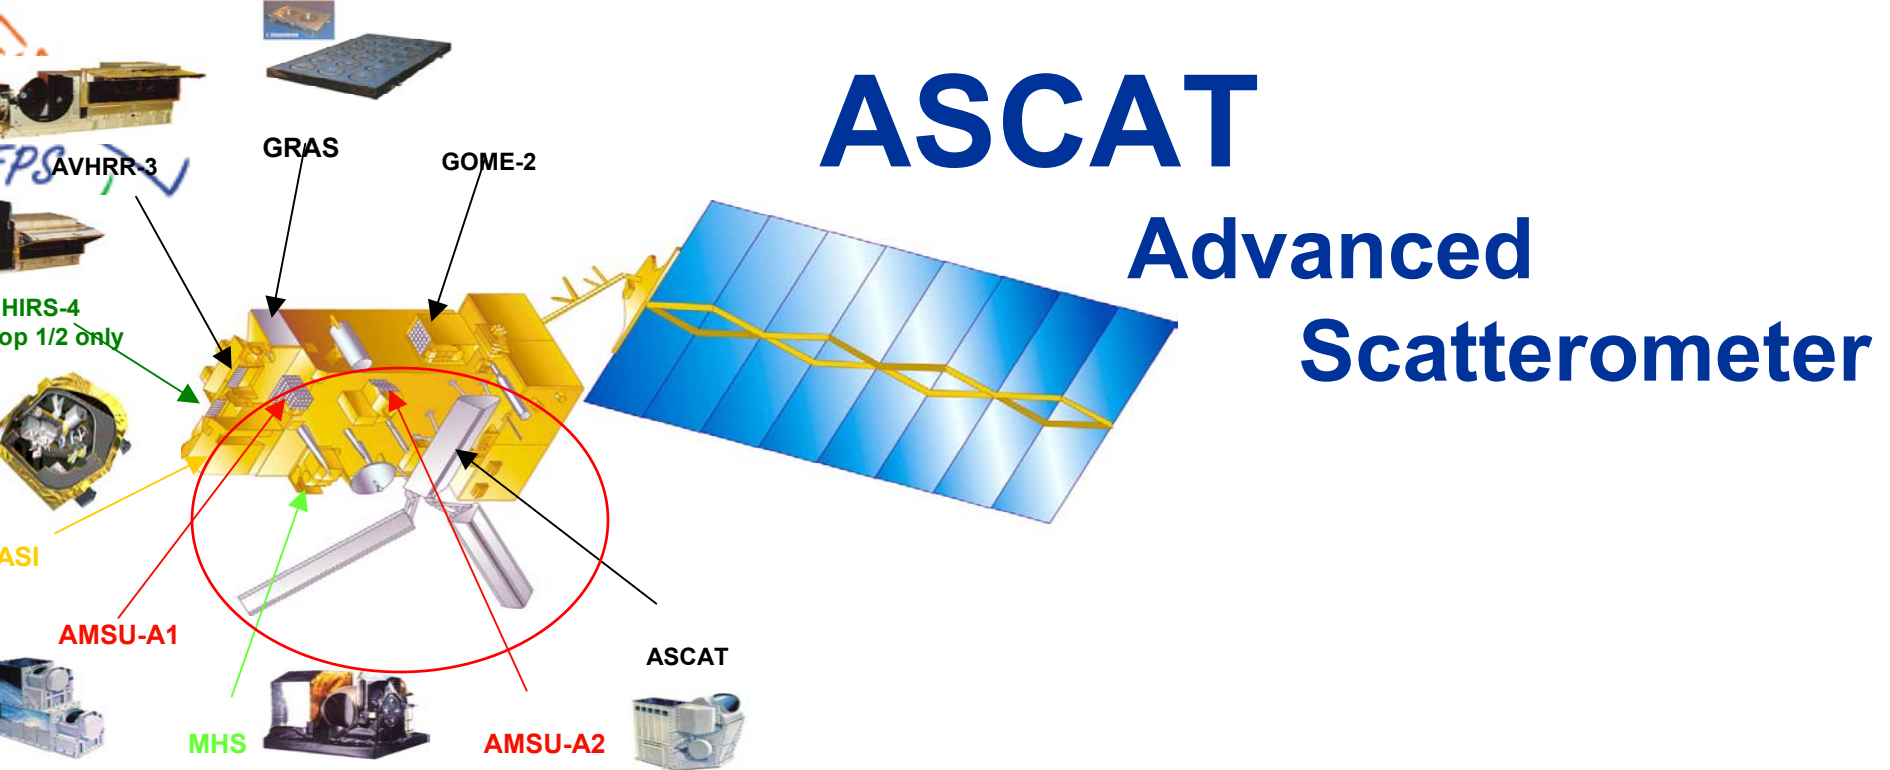 ASCAT
Advanced
Scatterometer
GRAS
GOME-2
EPS
AVHRR-3
HIRS-4
op 1/2 only
ASI
AMSU-A1
ASCAT
MHS
AMSU-A2